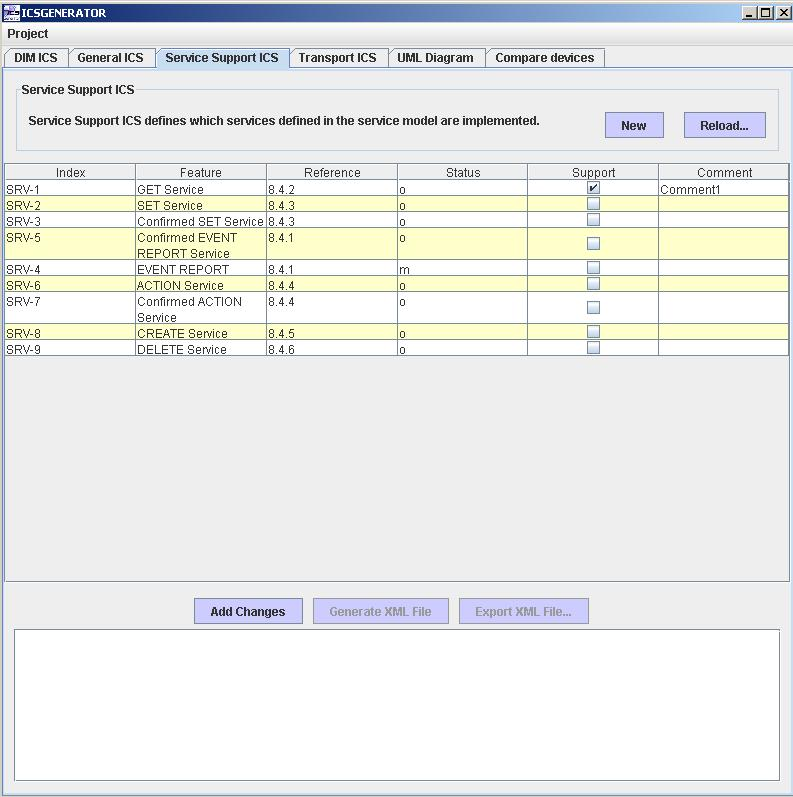 ICSGENERATOR
Project
DIM ICS General ICS Service Support ICS Transport ICS UML Diagram Compare devices
Service Support ICS
Service Support ICS defines which services defined in the service model are implemented. New Reload...
Index Feature Reference Status Support Comment
SRV-1 GET Service 8.4.2 o Comment1
SRV-2 SET Service 8.4.3 o
SRV-3 Confirmed SET Service 8.4.3 o
SRV-5 Confirmed EVENT 8.4.1 o
REPORT Service
SRV-4 EVENT REPORT 8.4.1 m
SRV-6 ACTION Service 8.4.4 o
SRV-7 Confirmed ACTION 8.4.4 o
Service
SRV-8 CREATE Service 8.4.5 o
SRV-9 DELETE Service 8.4.6 o
Add Changes Generate XML File Export XML File...